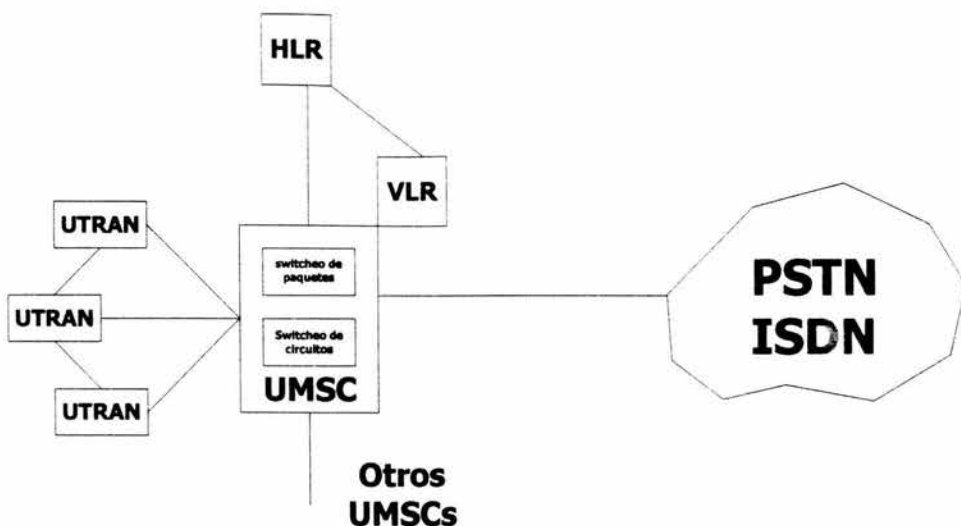 HLR
VLR
UTRAN
UTRAN
UTRAN
switcheo de
paquetes
Switcheo de
circuitos
UMSC
PSTN
ISDN
Otros
UMSCs